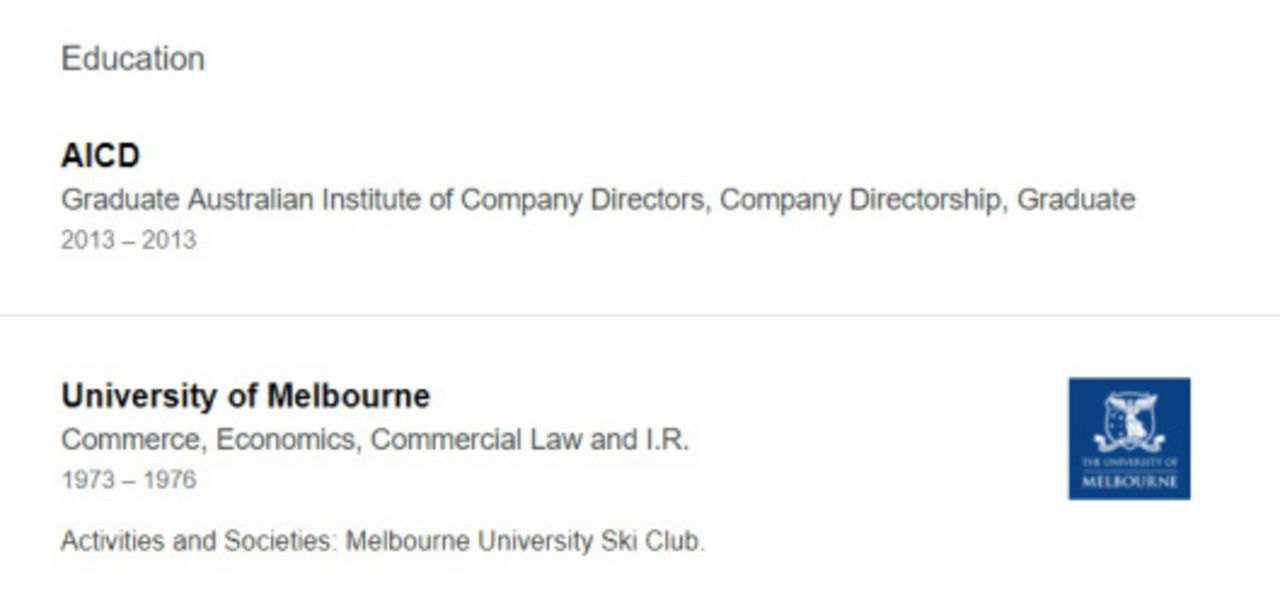 Education
AICD
Graduate Australian Institute of Company Directors, Company Directorship, Graduate
2013 – 2013
University of Melbourne
Commerce, Economics, Commercial Law and I.R.
1973 – 1976
Activities and Societies: Melbourne University Ski Club.
THE UNIVERSITY OF
MELBOURNE